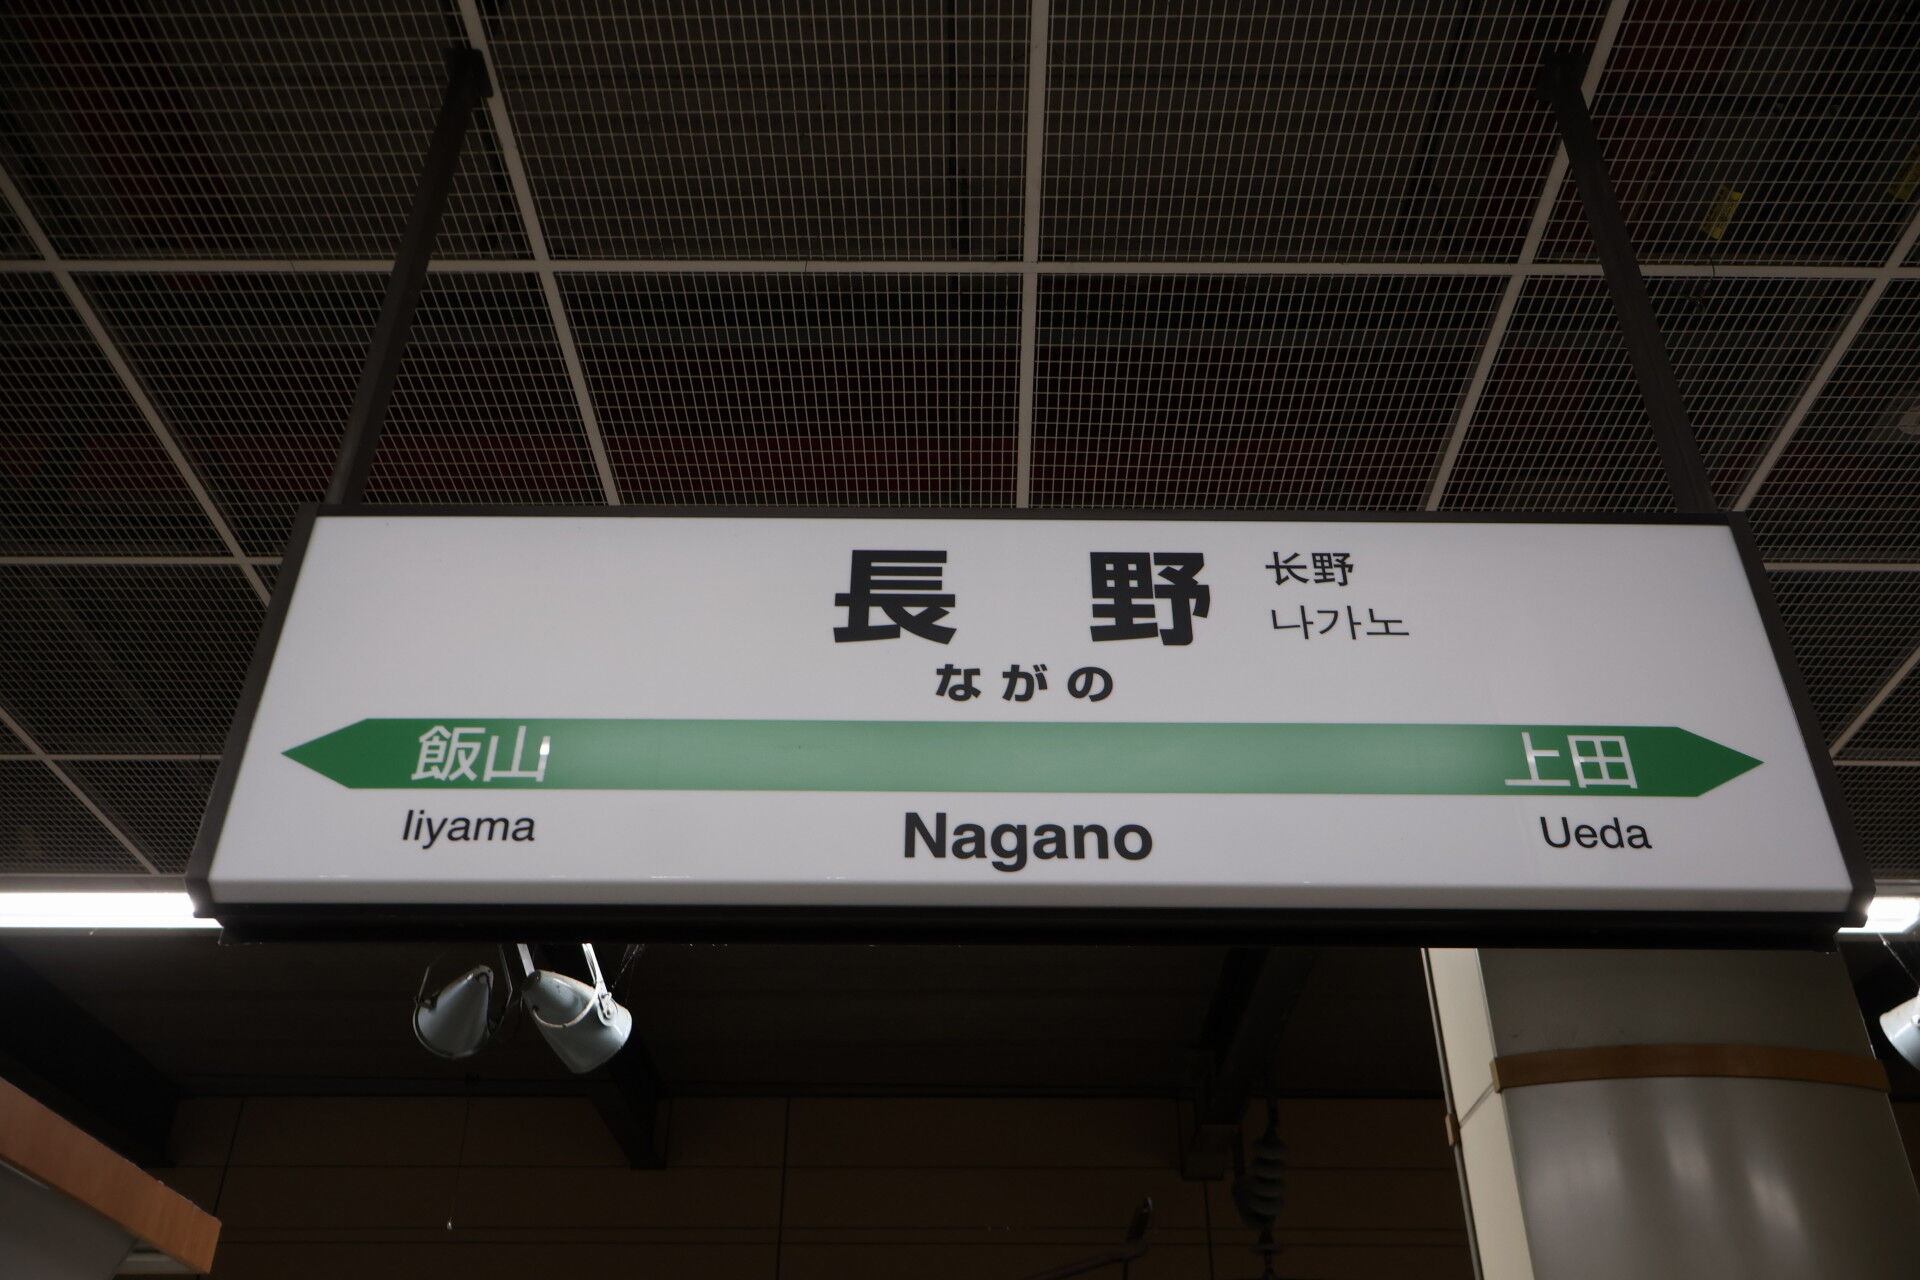 長野
长野
나가노
ながの
飯山
上田
Iiyama
Nagano
Ueda